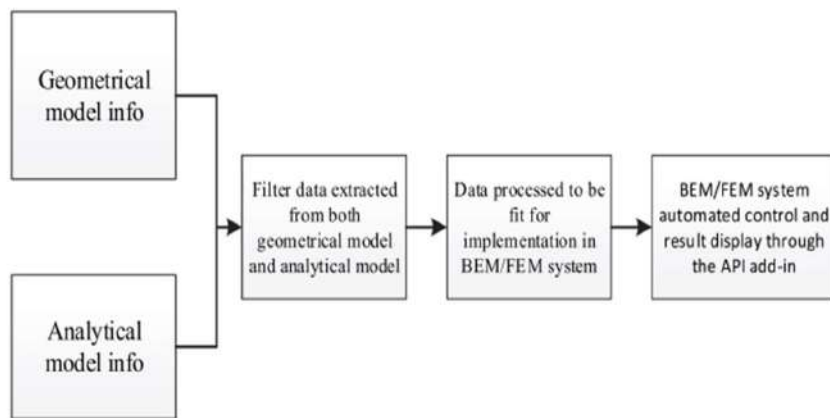 Geometrical
model info
Analytical
model info
Filter data extracted
from both
geometrical model
and analytical model
Data processed to be
fit for
implementation in
BEM/FEM system
BEM/FEM system
automated control and
result display through
the API add-in